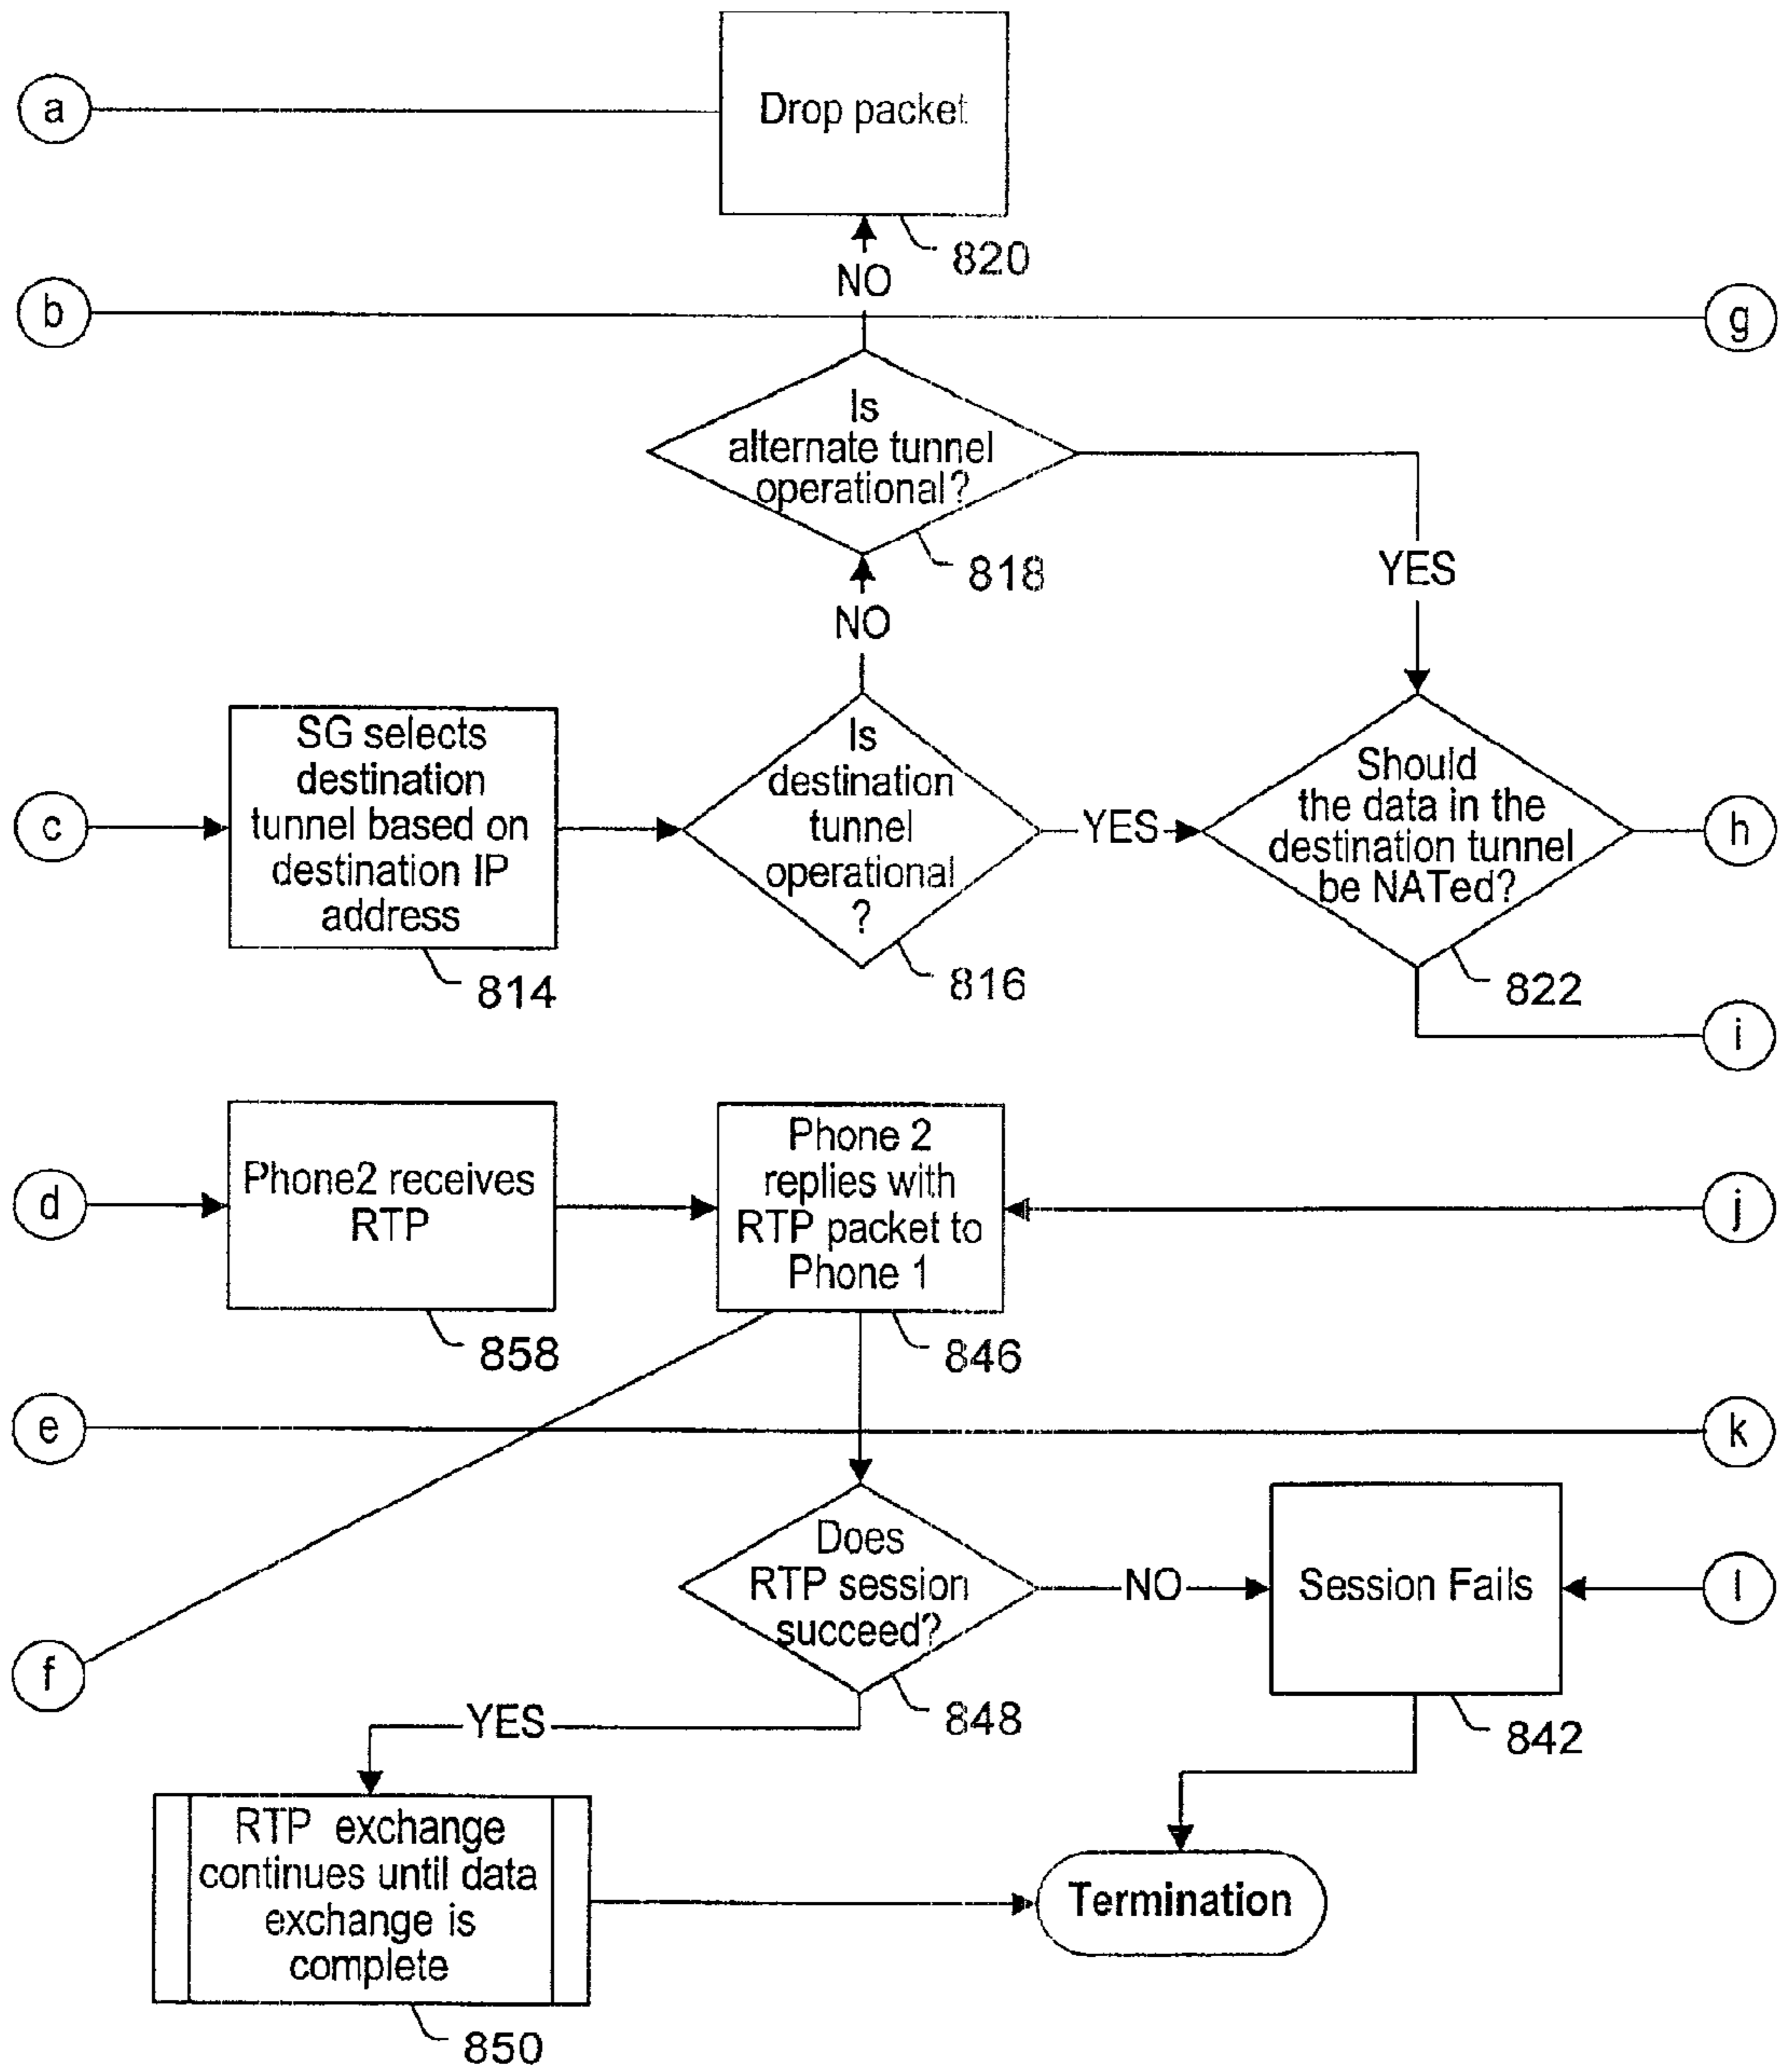 a
Drop packet
820
NO
b
g
Is
alternate tunnel
operational?
818
YES
NO
c
SG selects
destination
tunnel based on
destination IP
address
814
Is
destination
tunnel
operational
?
816
YES
Should
the data in the
destination tunnel
be NATed?
822
h
i
d
Phone2 receives
RTP
858
Phone 2
replies with
RTP packet to
Phone 1
846
j
e
k
Does
RTP session
succeed?
848
NO
Session Fails
842
l
f
YES
RTP exchange
continues until data
exchange is
complete
850
Termination